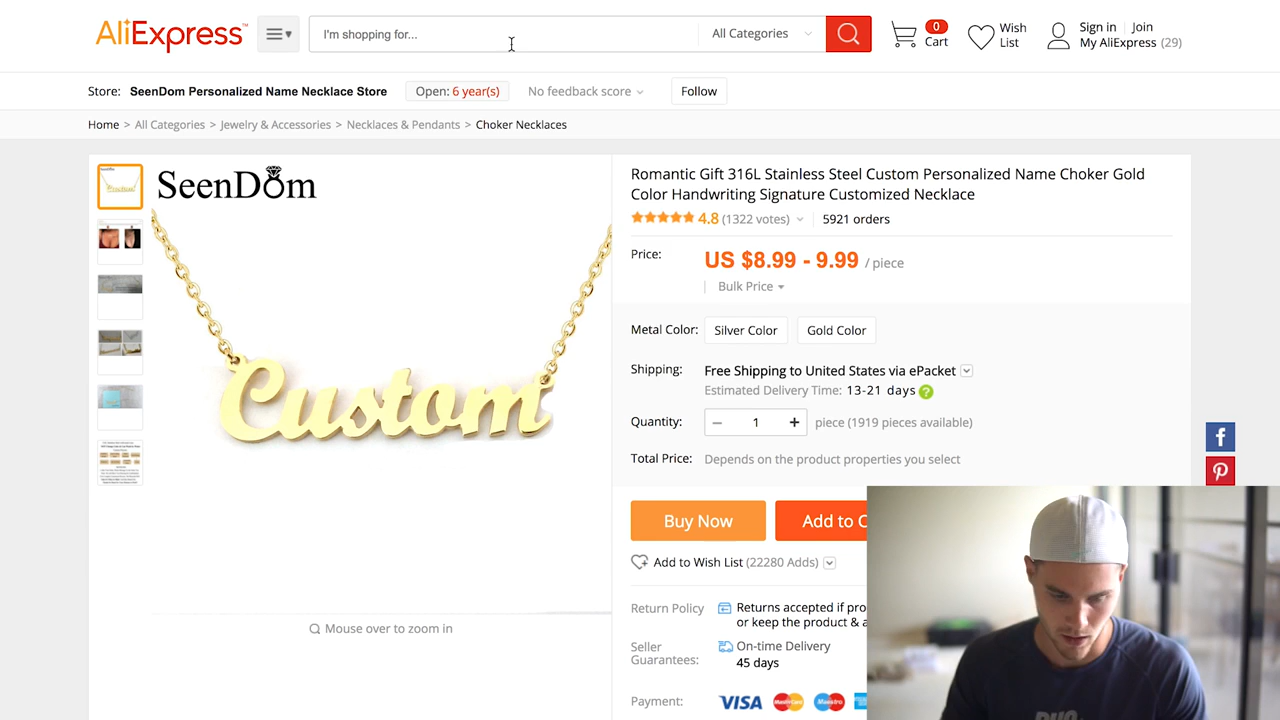 AliExpress™
I'm shopping for...
All Categories
0
Cart
Wish
List
Sign in | Join
My AliExpress (29)
Store: SeenDom Personalized Name Necklace Store
Open: 6 year(s)
No feedback score
Follow
Home > All Categories > Jewelry & Accessories > Necklaces & Pendants > Choker Necklaces
SeenDom
Custom
Mouse over to zoom in
Romantic Gift 316L Stainless Steel Custom Personalized Name Choker Gold
Color Handwriting Signature Customized Necklace
4.8 (1322 votes) 5921 orders
Price: US $8.99 - 9.99 / piece
Bulk Price
Metal Color: Silver Color Gold Color
Shipping: Free Shipping to United States via ePacket
Estimated Delivery Time: 13-21 days ?
Quantity: − 1 + piece (1919 pieces available)
Total Price: Depends on the product properties you select
Buy Now
Add to C
Add to Wish List (22280 Adds)
Return Policy Returns accepted if pro
or keep the product & a
Seller
Guarantees:
On-time Delivery
45 days
Payment: VISA MasterCard Maestro